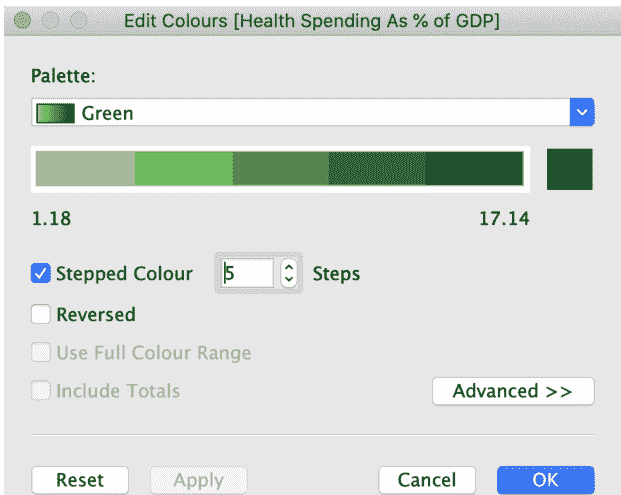 Edit Colours [Health Spending As % of GDP]
Palette:
Green
1.18 17.14
Stepped Colour 5 Steps
Reversed
Use Full Colour Range
Include Totals Advanced >>
Reset Apply Cancel OK